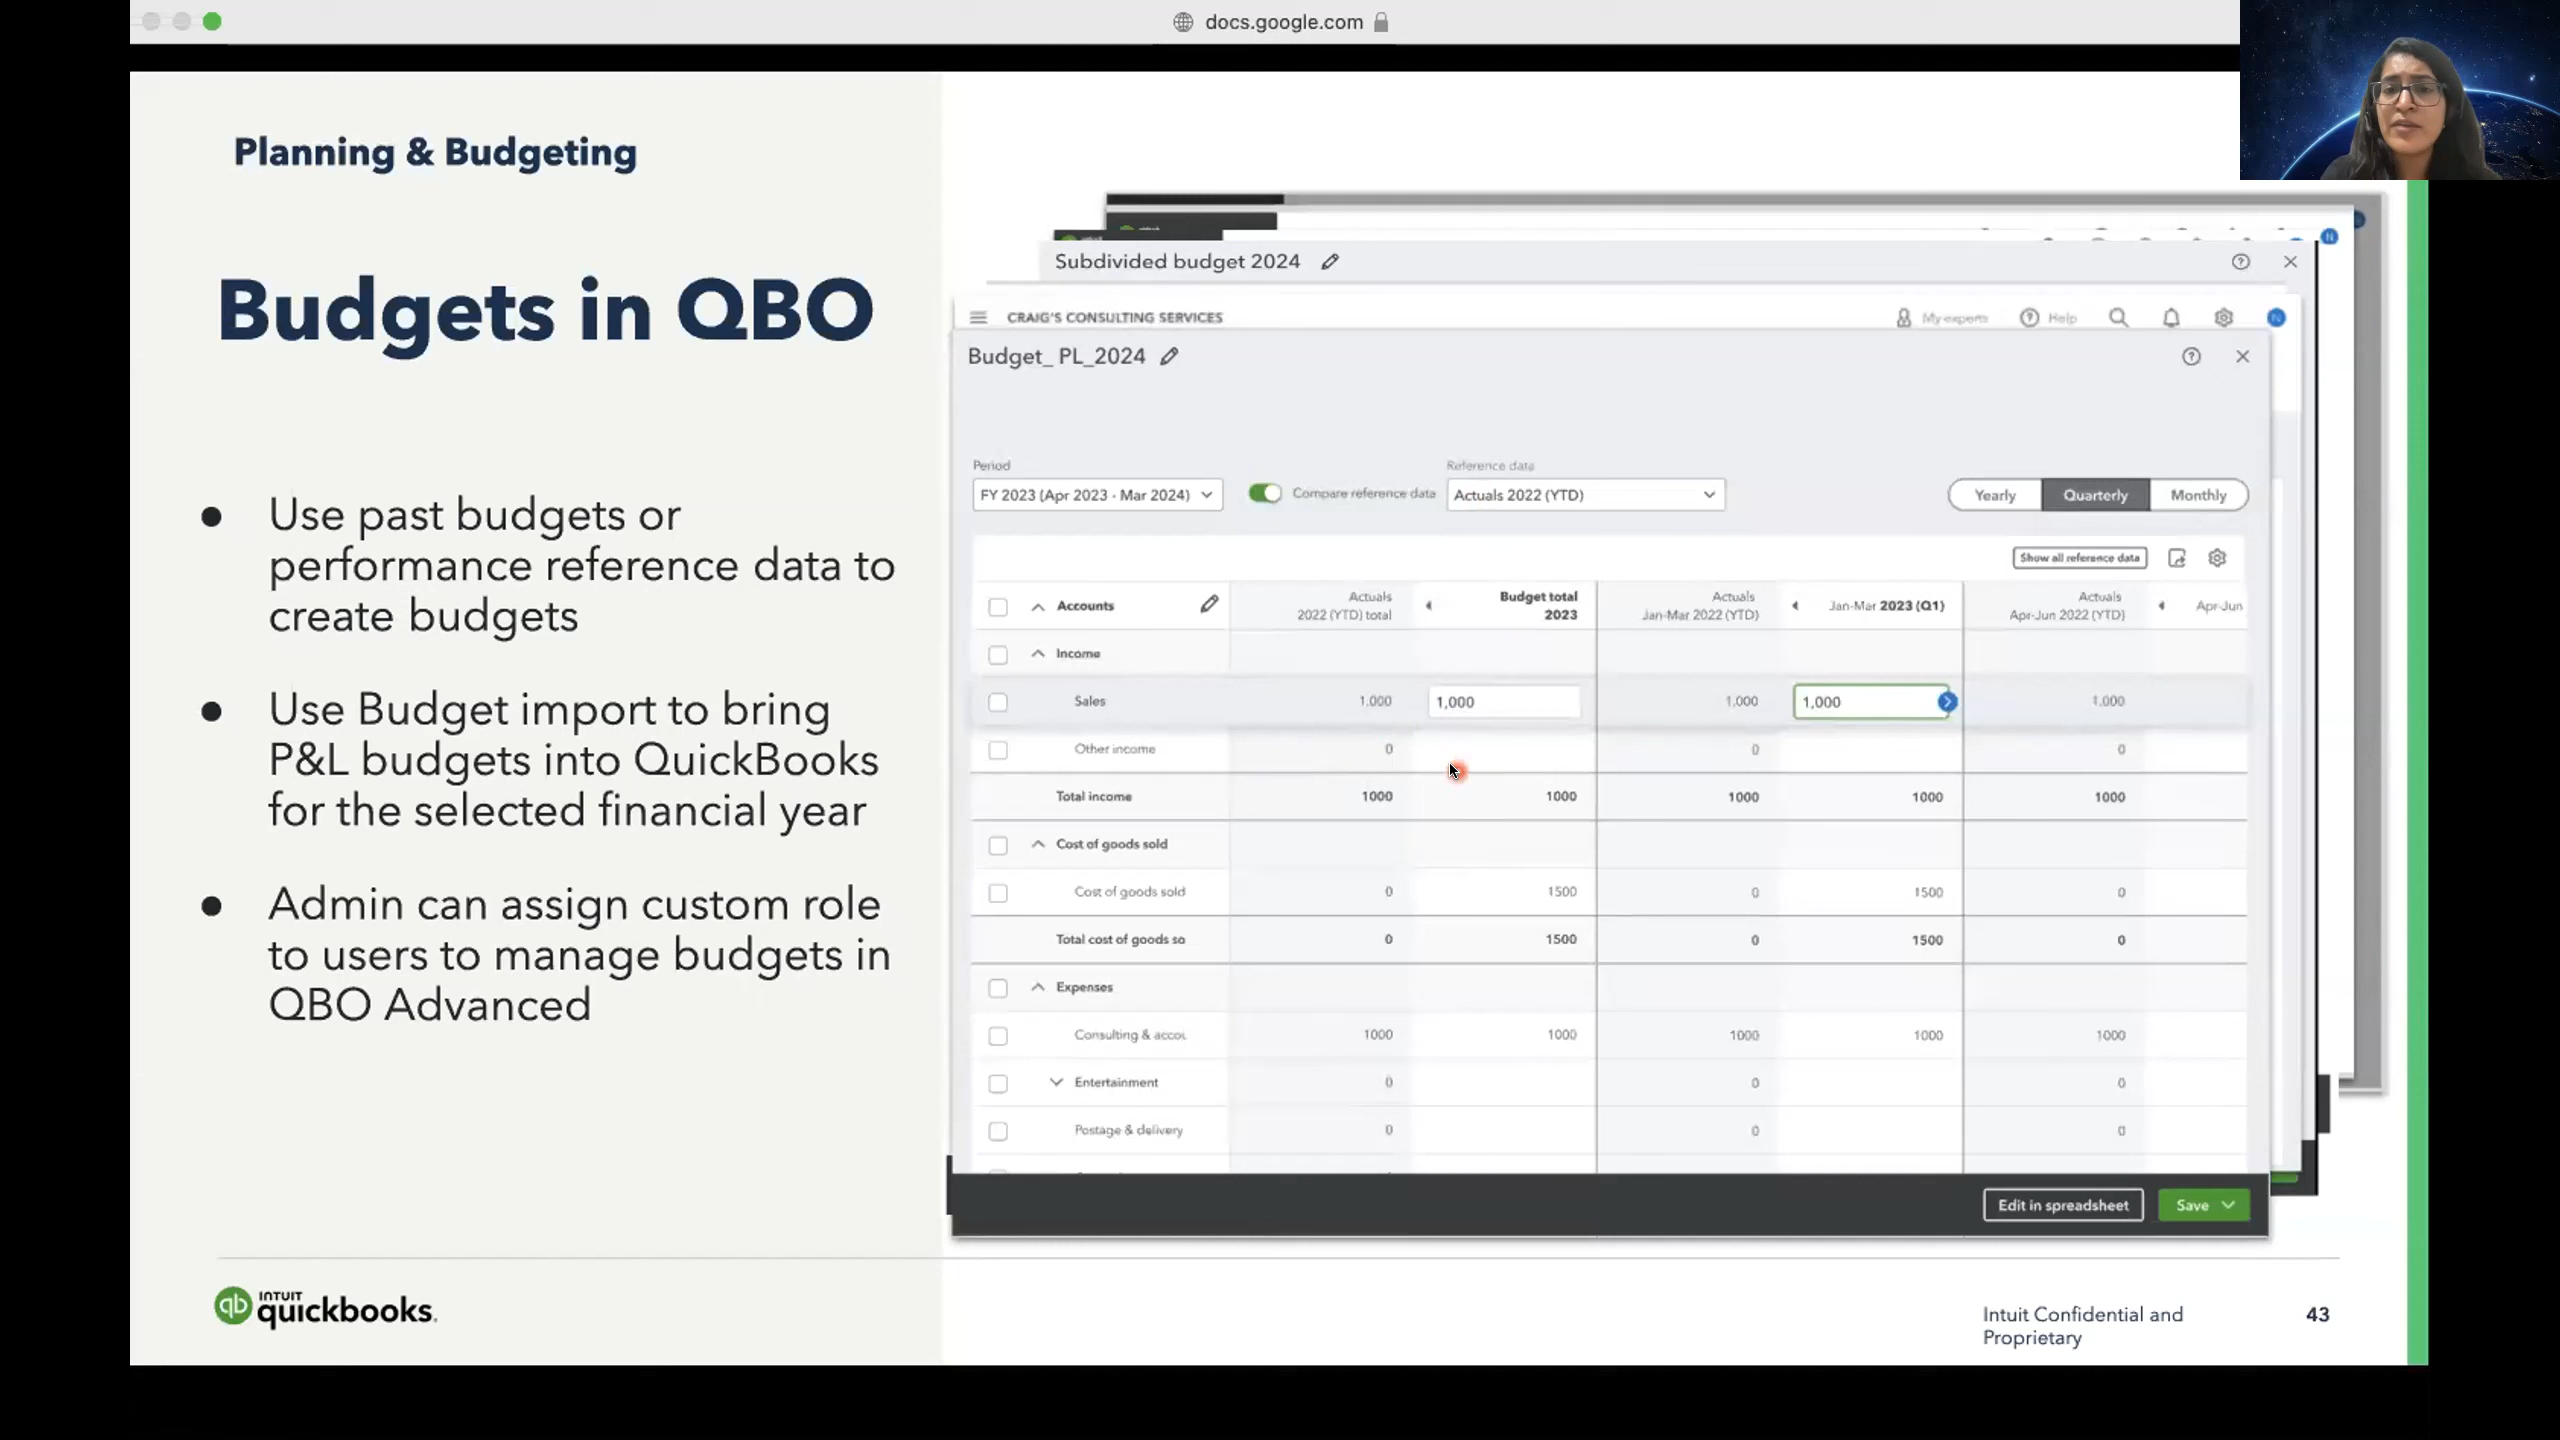 docs.google.com
Planning & Budgeting
Budgets in QBO
● Use past budgets or
performance reference data to
create budgets
● Use Budget import to bring
P&L budgets into QuickBooks
for the selected financial year
● Admin can assign custom role
to users to manage budgets in
QBO Advanced
Subdivided budget 2024
CRAIG'S CONSULTING SERVICES My experts Help
Budget_ PL_2024
Period Reference data
FY 2023 (Apr 2023 - Mar 2024) Compare reference data Actuals 2022 (YTD) Yearly Quarterly Monthly
Show all reference data
Accounts Actuals 2022 (YTD) total Budget total 2023 Actuals Jan-Mar 2022 (YTD) Jan-Mar 2023 (Q1) Actuals Apr-Jun 2022 (YTD) Apr-Jun
Income
Sales 1,000 1,000 1,000 1,000 1,000
Other income 0 0 0
Total income 1000 1000 1000 1000 1000
Cost of goods sold
Cost of goods sold 0 1500 0 1500 0
Total cost of goods so 0 1500 0 1500 0
Expenses
Consulting & accou 1000 1000 1000 1000 1000
Entertainment 0 0 0
Postage & delivery 0 0 0
Edit in spreadsheet Save
qb INTUIT
quickbooks.
Intuit Confidential and
Proprietary
43